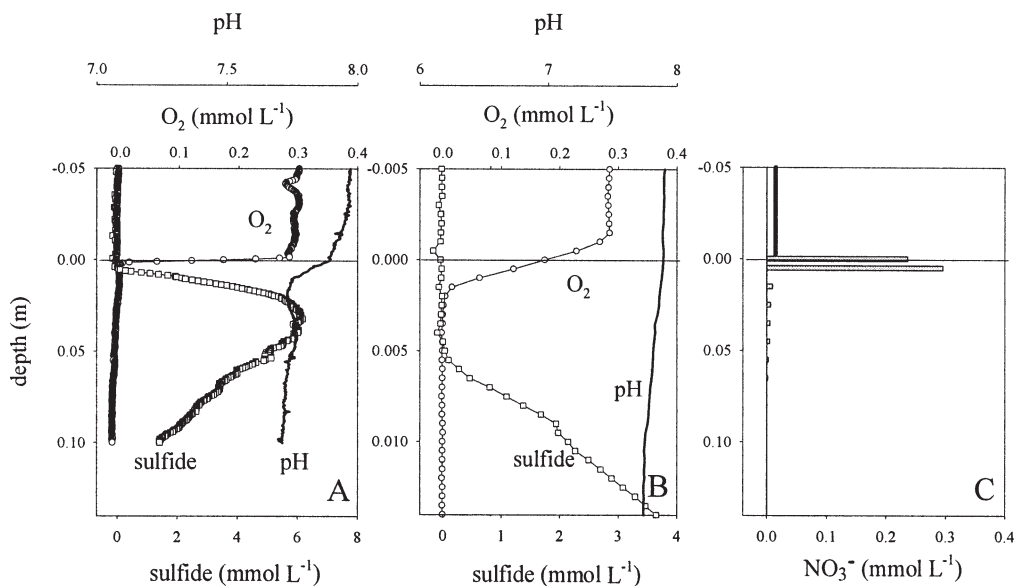 pH
pH
7.0 7.5 8.0
6 7 8
O₂ (mmol L⁻¹)
O₂ (mmol L⁻¹)
0.0 0.1 0.2 0.3 0.4
0.0 0.1 0.2 0.3 0.4
-0.05
-0.005
-0.05
O₂
0.00
0.000
0.00
O₂
depth (m)
0.05
0.005
0.05
pH
0.10
0.010
0.10
sulfide
pH
sulfide
A
B
C
0 2 4 6 8
0 1 2 3 4
0.0 0.1 0.2 0.3 0.4
sulfide (mmol L⁻¹)
sulfide (mmol L⁻¹)
NO₃⁻ (mmol L⁻¹)